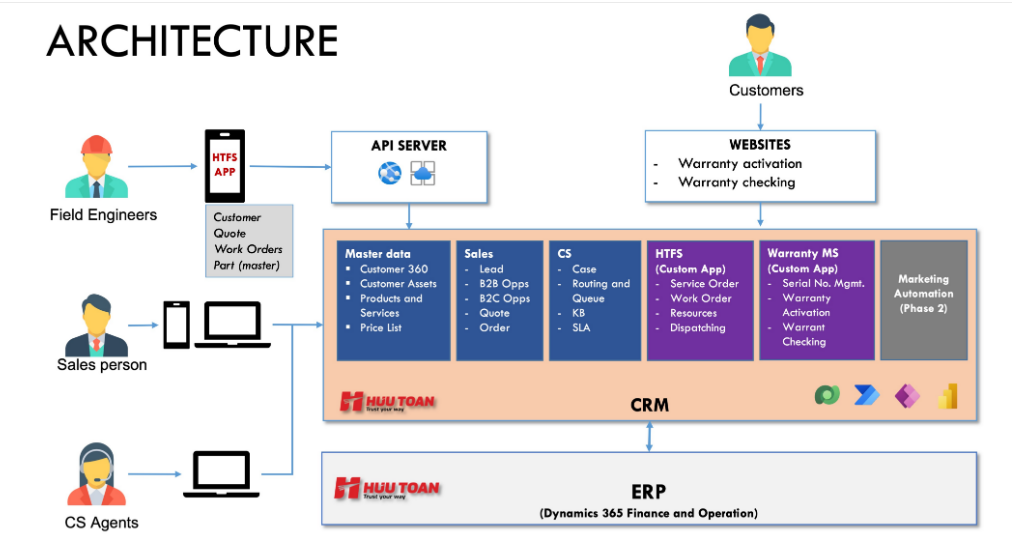 ARCHITECTURE
Customers
HTFS
APP
API SERVER
WEBSITES
- Warranty activation
- Warranty checking
Field Engineers
Customer
Quote
Work Orders
Part (master)
Master data
▪ Customer 360
▪ Customer Assets
▪ Products and
Services
▪ Price List
Sales
- Lead
- B2B Opps
- B2C Opps
- Quote
- Order
CS
- Case
- Routing and
Queue
- KB
- SLA
HTFS
(Custom App)
- Service Order
- Work Order
- Resources
- Dispatching
Warranty MS
(Custom App)
- Serial No. Mgmt.
- Warranty
Activation
- Warrant
Checking
Marketing
Automation
(Phase 2)
Sales person
HUU TOAN
Trust your way
CRM
CS Agents
HUU TOAN
Trust your way
ERP
(Dynamics 365 Finance and Operation)